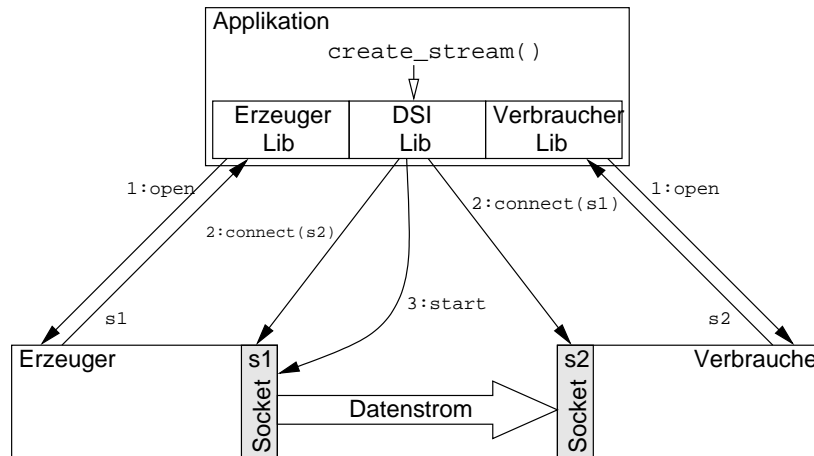 Applikation
create_stream()
Erzeuger
Lib
DSI
Lib
Verbraucher
Lib
1:open
1:open
2:connect(s2)
2:connect(s1)
3:start
s1
s2
Erzeuger
s1
Socket
Datenstrom
s2
Socket
Verbrauche